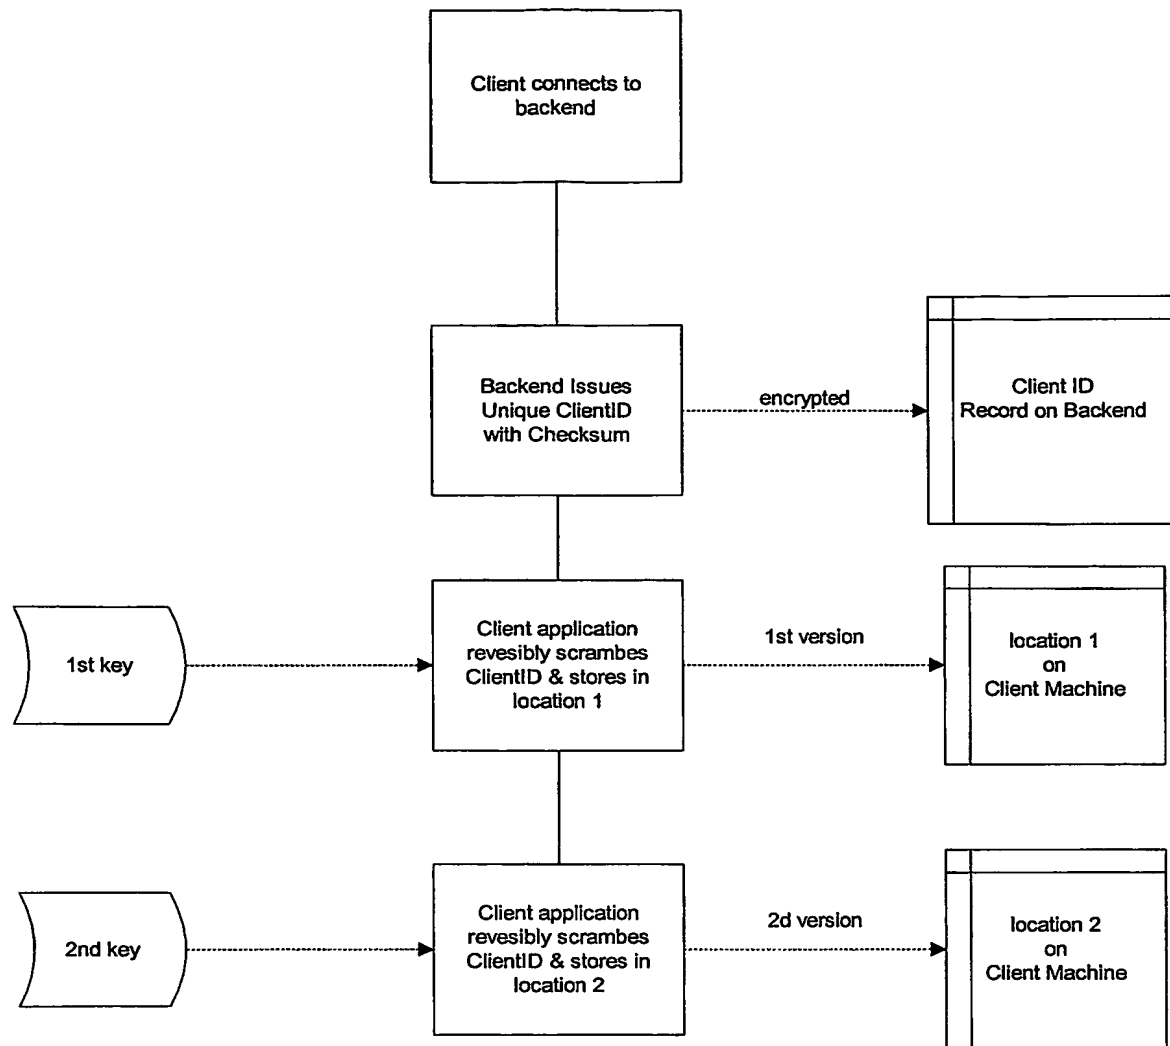 Client connects to
backend
Backend Issues
Unique ClientID
with Checksum
encrypted
Client ID
Record on Backend
1st key
Client application
revesibly scrambes
ClientID & stores in
location 1
1st version
location 1
on
Client Machine
2nd key
Client application
revesibly scrambes
ClientID & stores in
location 2
2d version
location 2
on
Client Machine